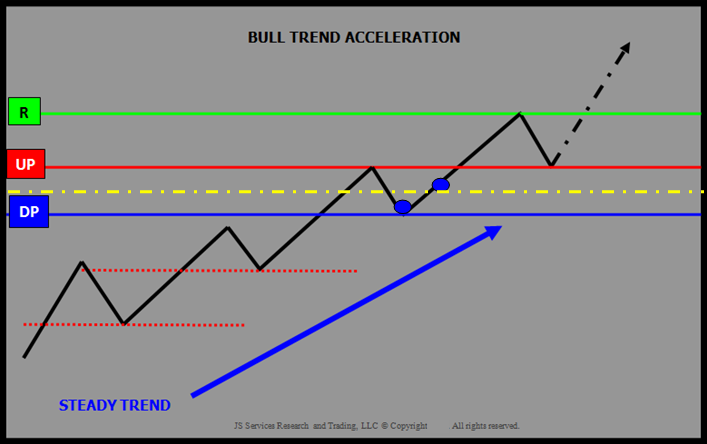 BULL TREND ACCELERATION
R
UP
DP
STEADY TREND
JS Services Research and Trading, LLC © Copyright All rights reserved.